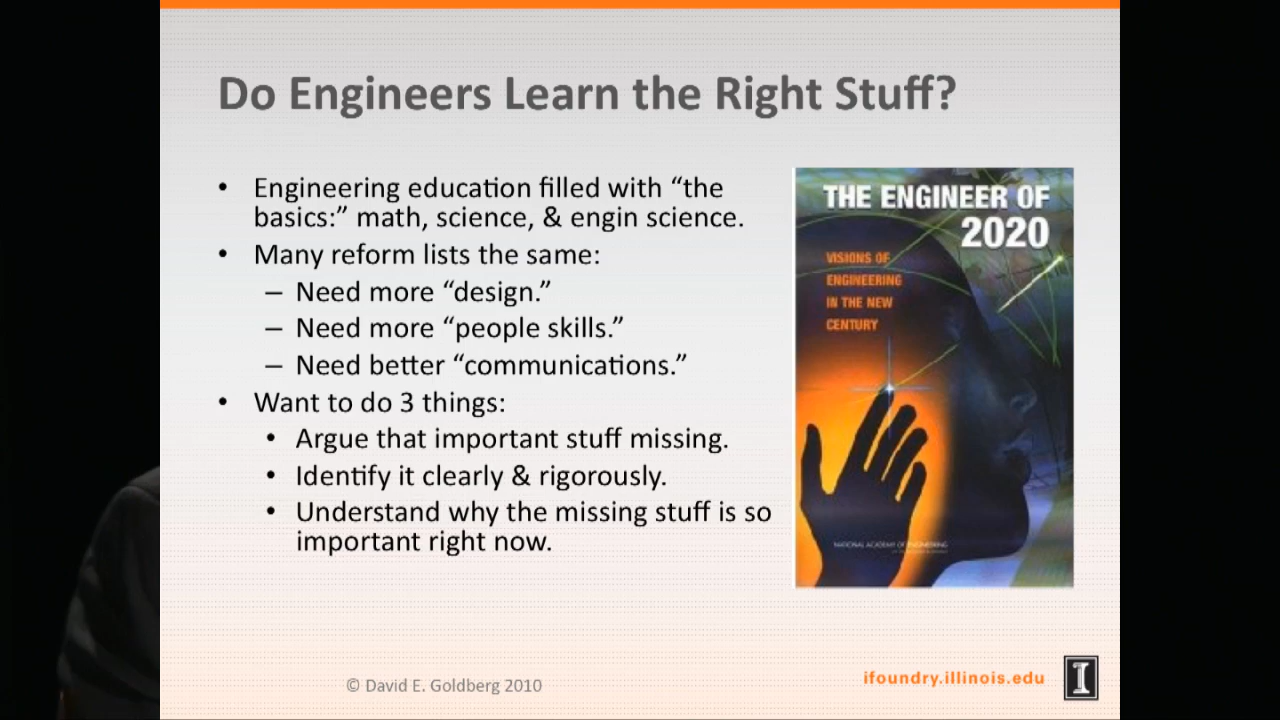 Do Engineers Learn the Right Stuff?
• Engineering education filled with “the
basics:” math, science, & engin science.
• Many reform lists the same:
– Need more “design.”
– Need more “people skills.”
– Need better “communications.”
• Want to do 3 things:
• Argue that important stuff missing.
• Identify it clearly & rigorously.
• Understand why the missing stuff is so
important right now.
THE ENGINEER OF
2020
VISIONS OF
ENGINEERING
IN THE NEW
CENTURY
NATIONAL ACADEMY OF ENGINEERING
© David E. Goldberg 2010
ifoundry.illinois.edu
I